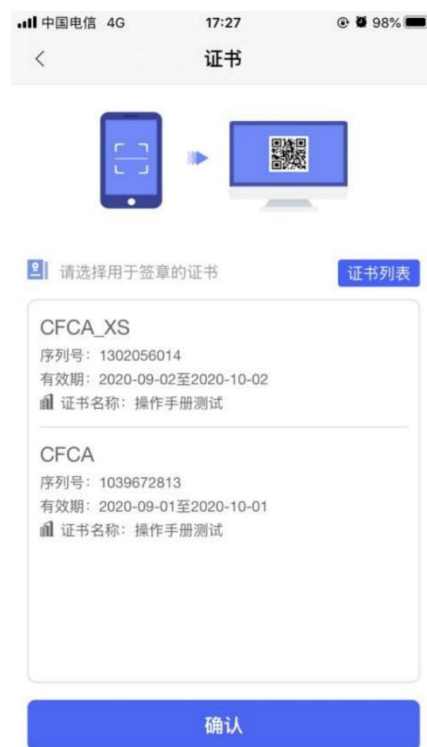 中国电信 4G 17:27 98%
证书
请选择用于签章的证书 证书列表
CFCA_XS
序列号：1302056014
有效期：2020-09-02至2020-10-02
证书名称：操作手册测试
CFCA
序列号：1039672813
有效期：2020-09-01至2020-10-01
证书名称：操作手册测试
确认